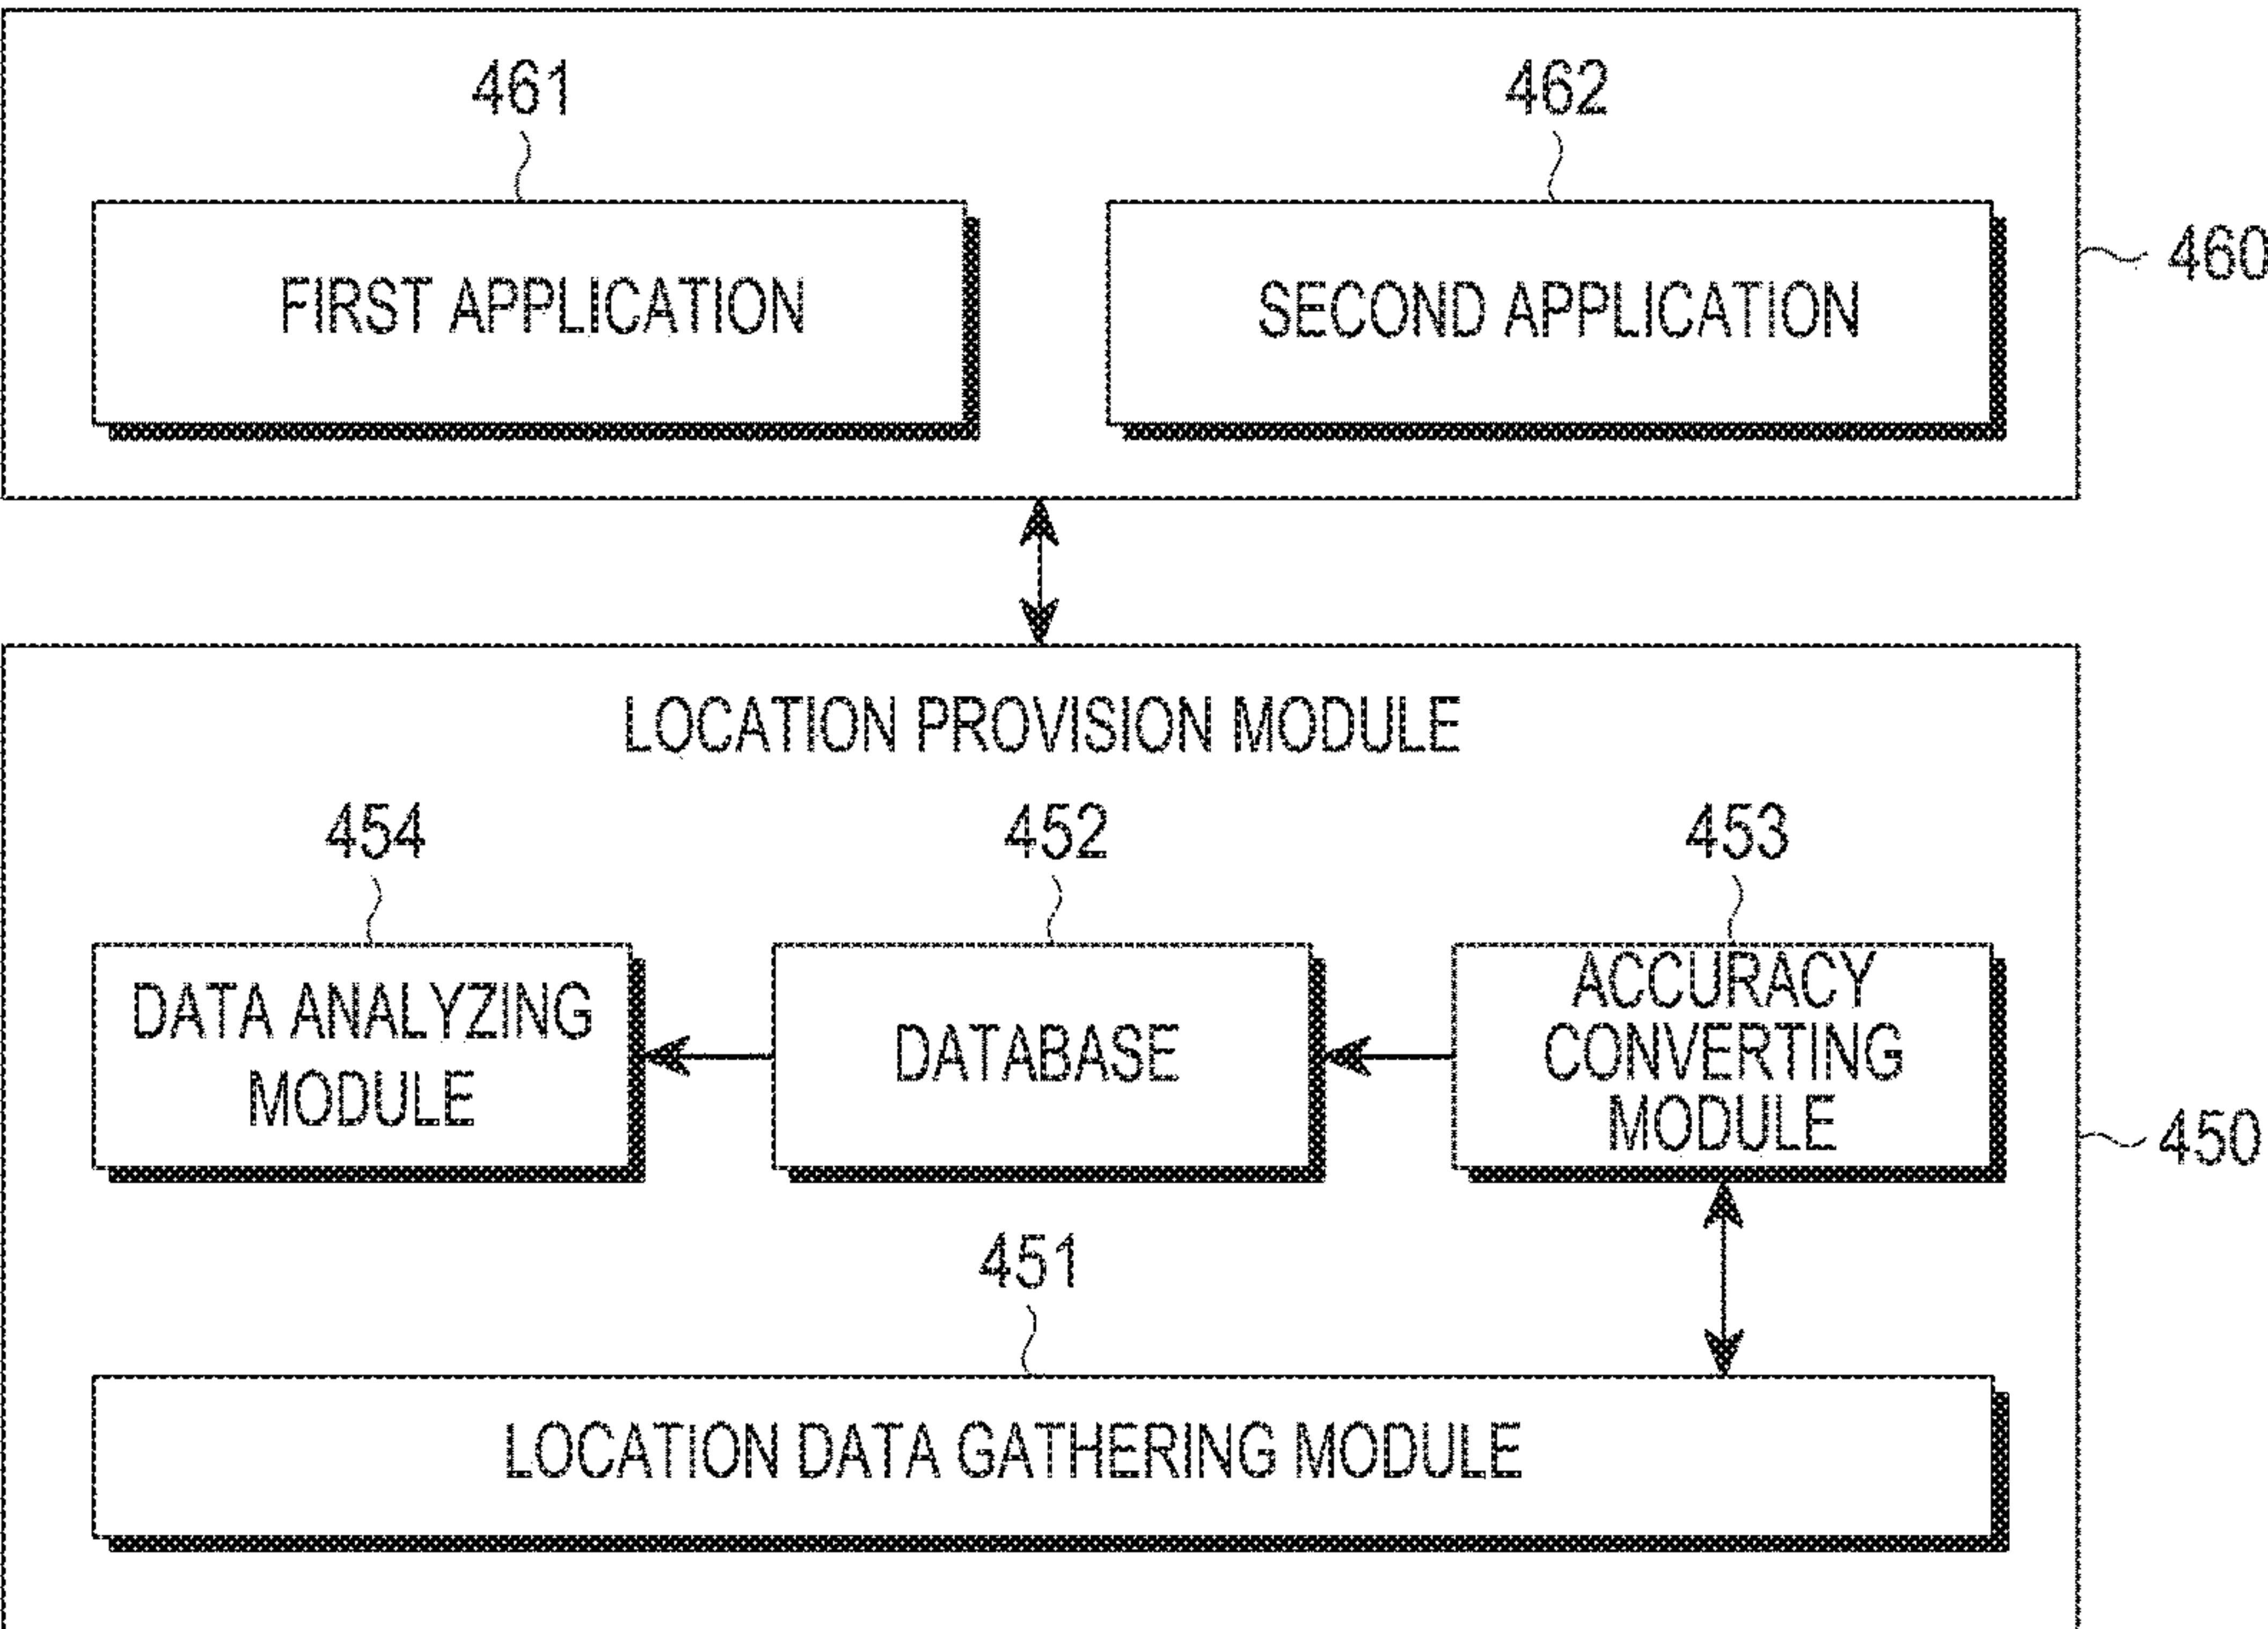 461
462
FIRST APPLICATION
SECOND APPLICATION
460
LOCATION PROVISION MODULE
454
452
453
DATA ANALYZING
MODULE
DATABASE
ACCURACY
CONVERTING
MODULE
450
451
LOCATION DATA GATHERING MODULE